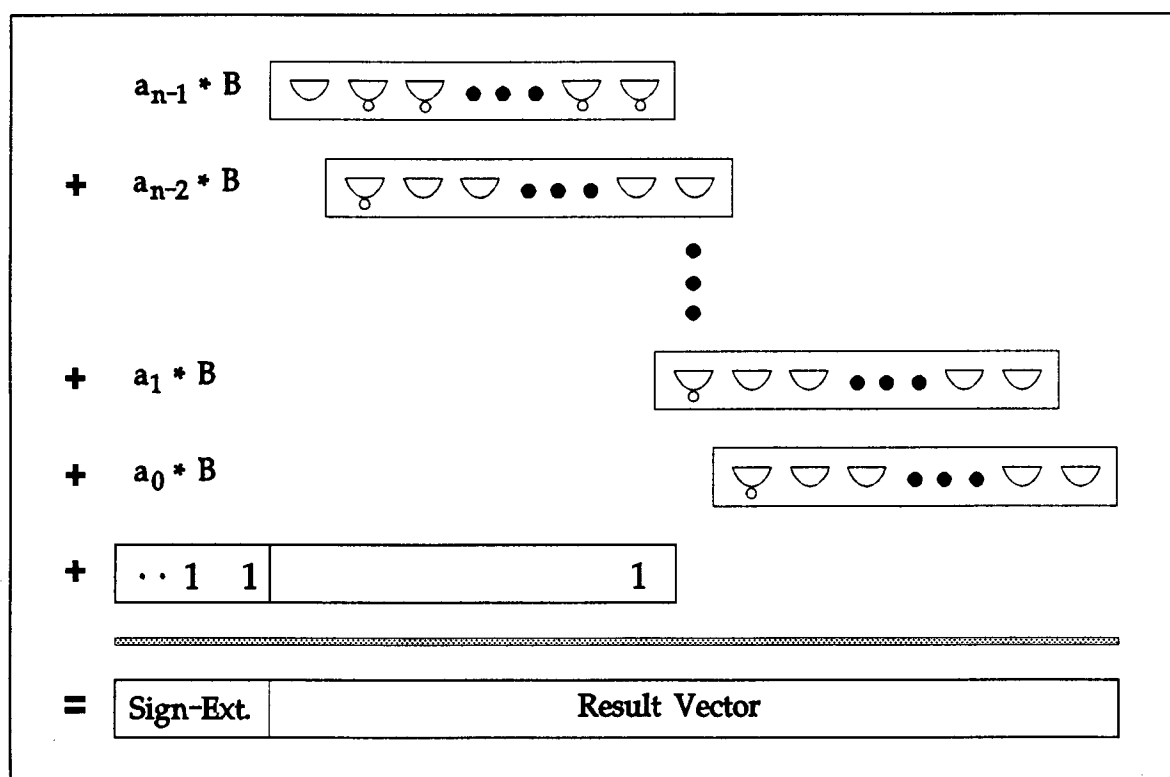 a_{n-1} * B
+ a_{n-2} * B
+ a_1 * B
+ a_0 * B
+ ·· 1 1 1
= Sign-Ext. Result Vector